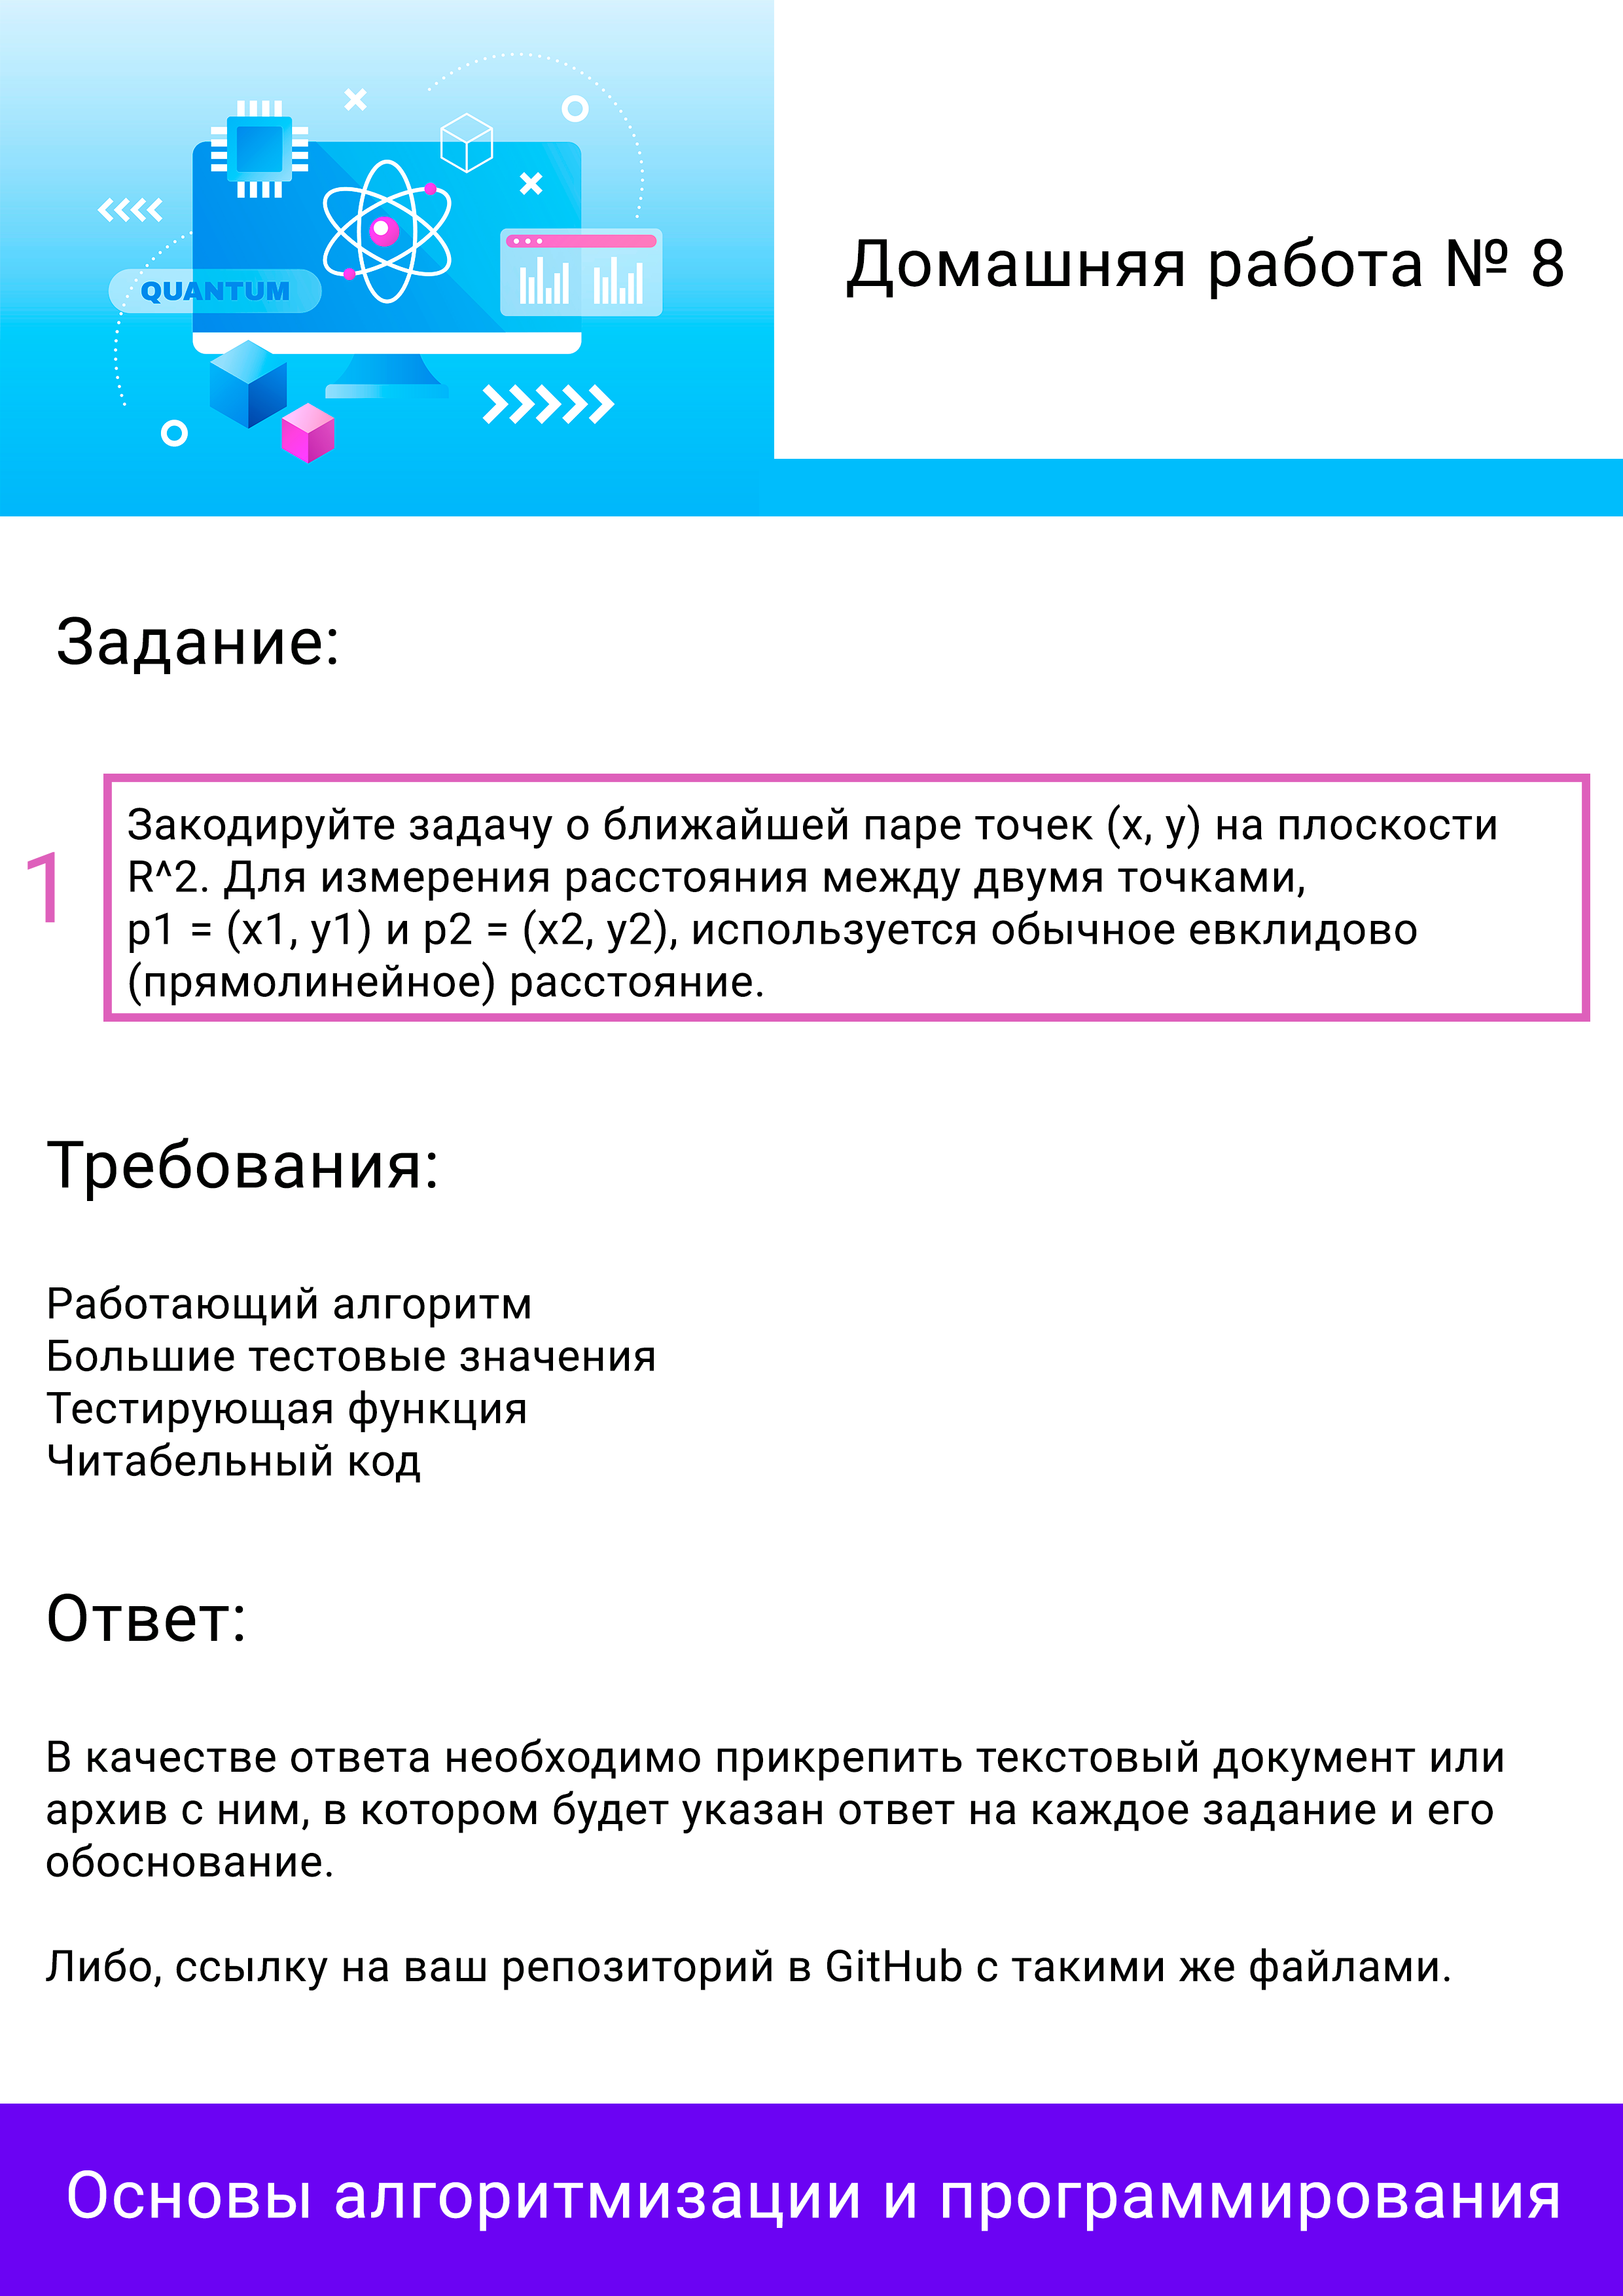 QUANTUM
Домашняя работа № 8
Задание:
1
Закодируйте задачу о ближайшей паре точек (x, y) на плоскости
R^2. Для измерения расстояния между двумя точками,
p1 = (x1, y1) и p2 = (x2, y2), используется обычное евклидово
(прямолинейное) расстояние.
Требования:
Работающий алгоритм
Большие тестовые значения
Тестирующая функция
Читабельный код
Ответ:
В качестве ответа необходимо прикрепить текстовый документ или
архив с ним, в котором будет указан ответ на каждое задание и его
обоснование.
Либо, ссылку на ваш репозиторий в GitHub с такими же файлами.
Основы алгоритмизации и программирования